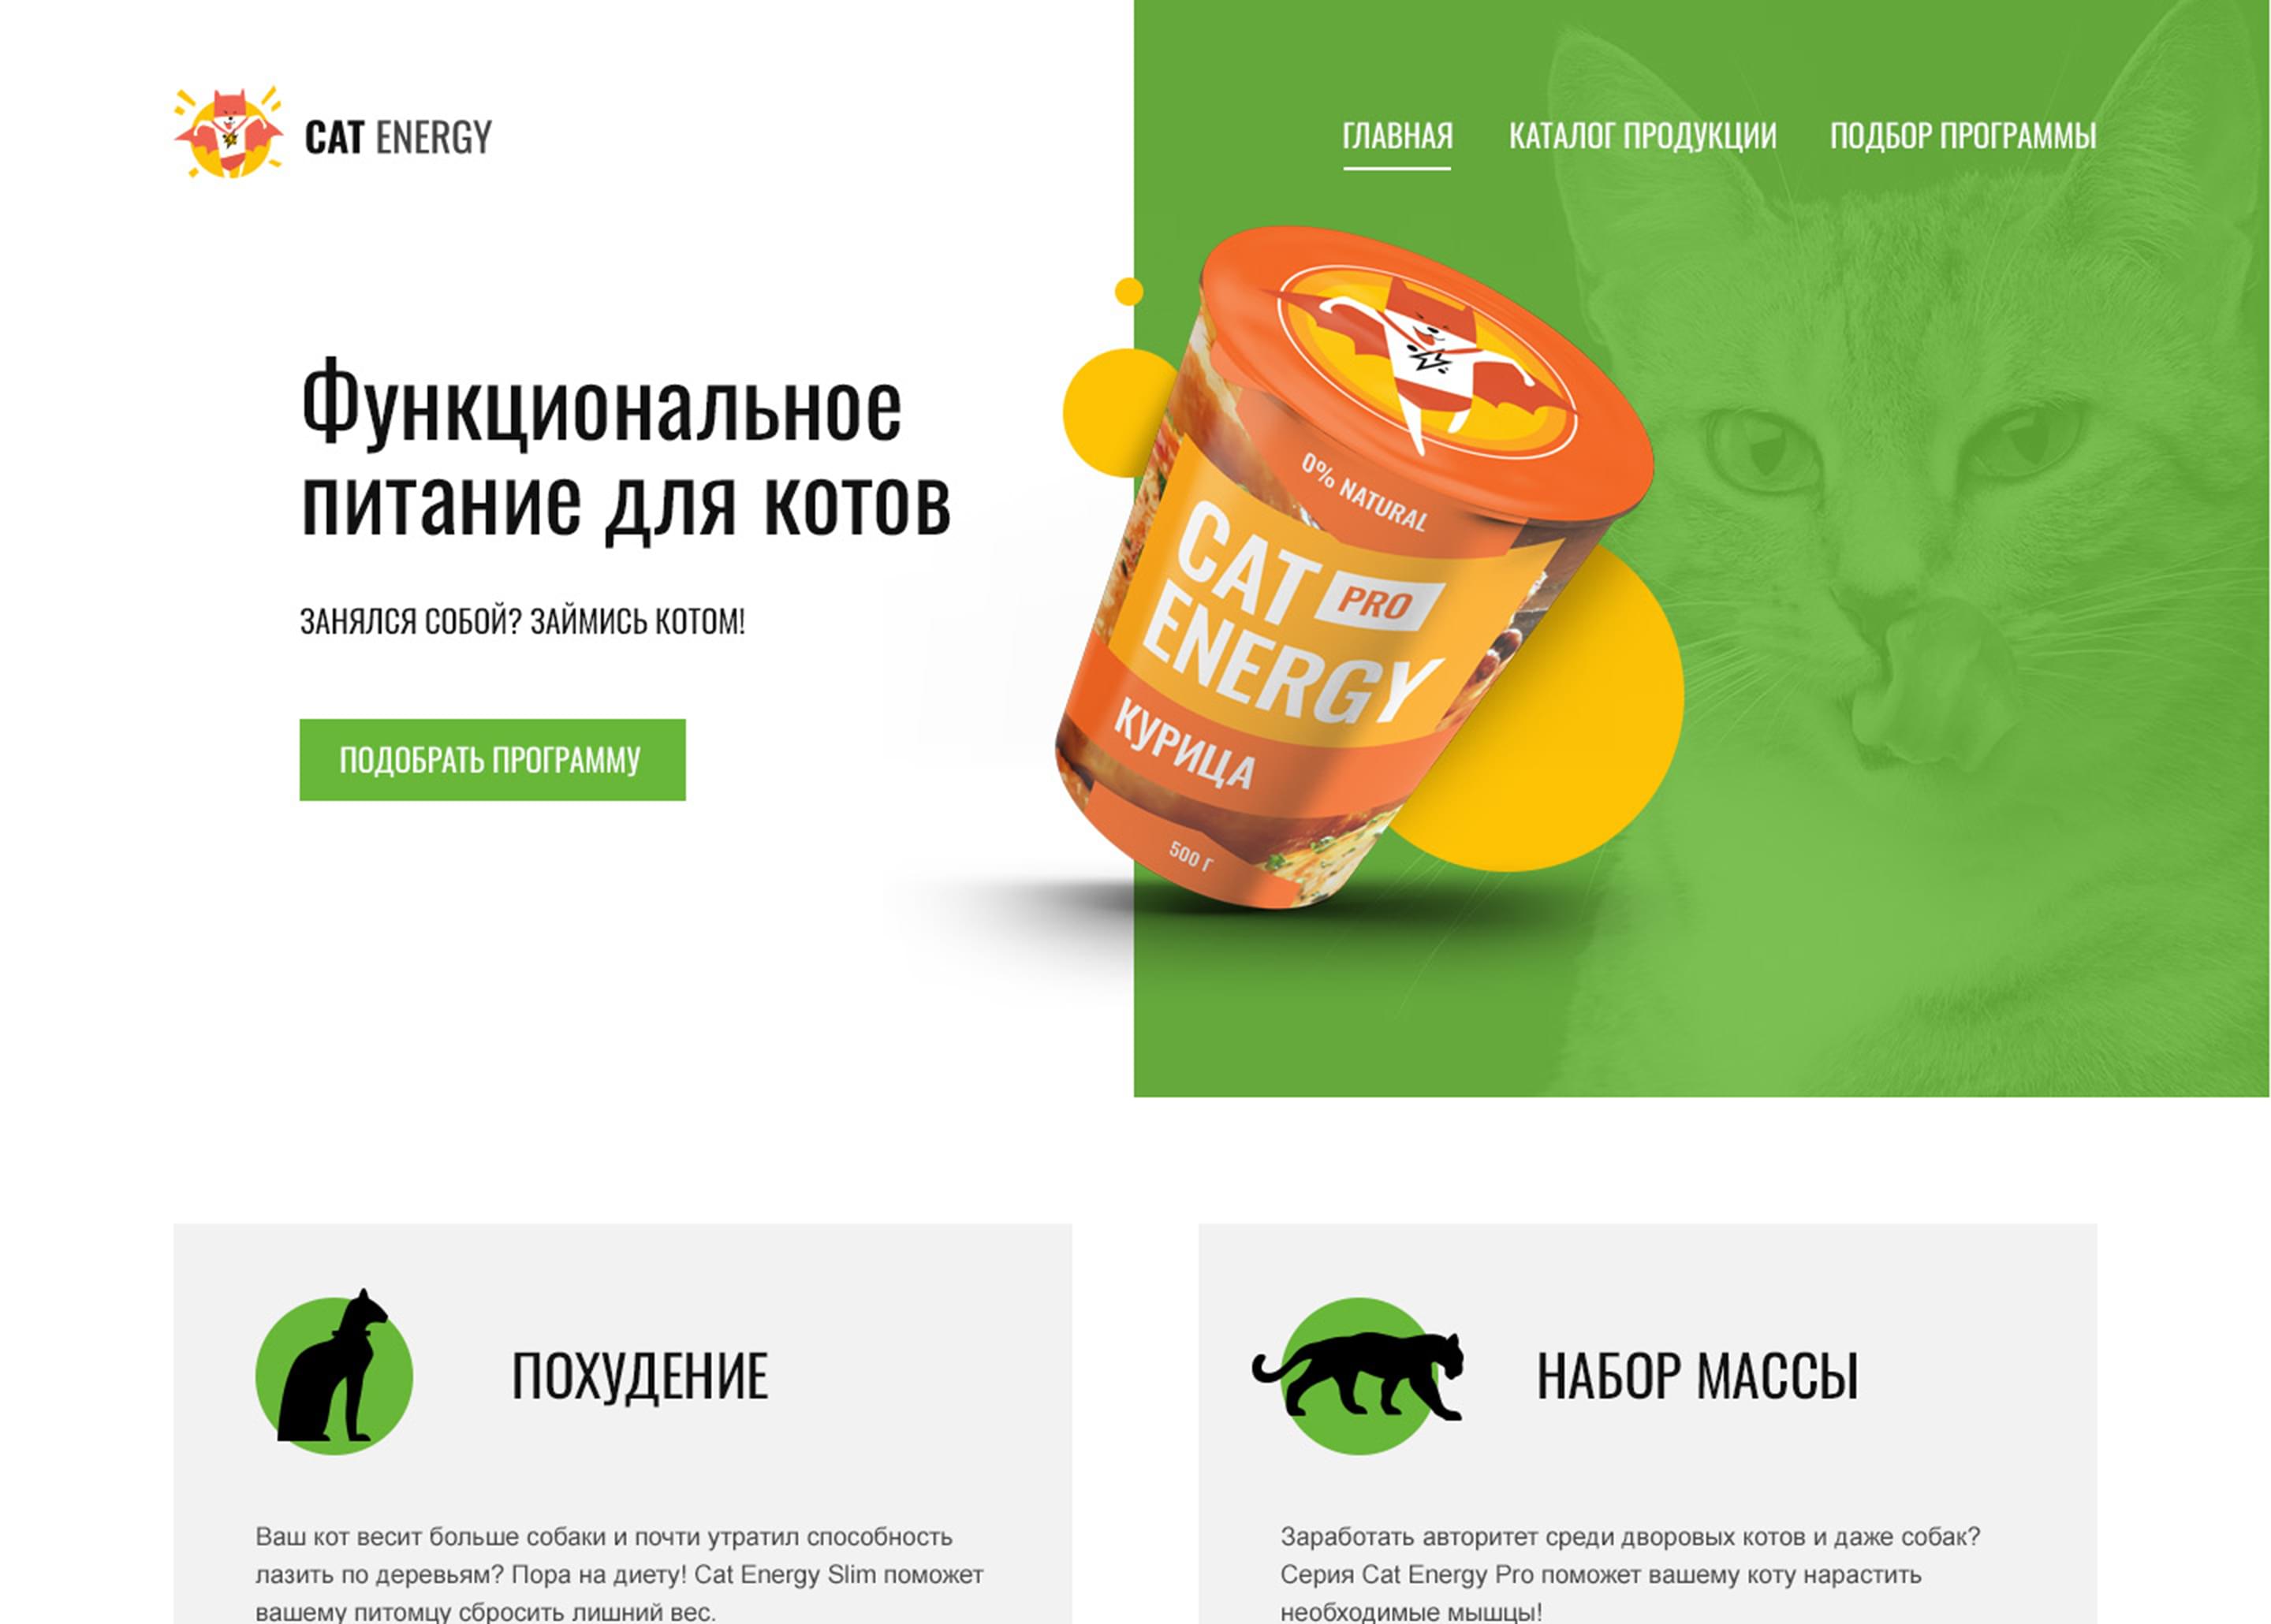 CAT ENERGY
ГЛАВНАЯ
КАТАЛОГ ПРОДУКЦИИ
ПОДБОР ПРОГРАММЫ
Функциональное
питание для котов
ЗАНЯЛСЯ СОБОЙ? ЗАЙМИСЬ КОТОМ!
ПОДОБРАТЬ ПРОГРАММУ
0% NATURAL
CAT PRO
ENERGY
КУРИЦА
500 Г
ПОХУДЕНИЕ
Ваш кот весит больше собаки и почти утратил способность
лазить по деревьям? Пора на диету! Cat Energy Slim поможет
вашему питомцу сбросить лишний вес.
НАБОР МАССЫ
Заработать авторитет среди дворовых котов и даже собак?
Серия Cat Energy Pro поможет вашему коту нарастить
необходимые мышцы!